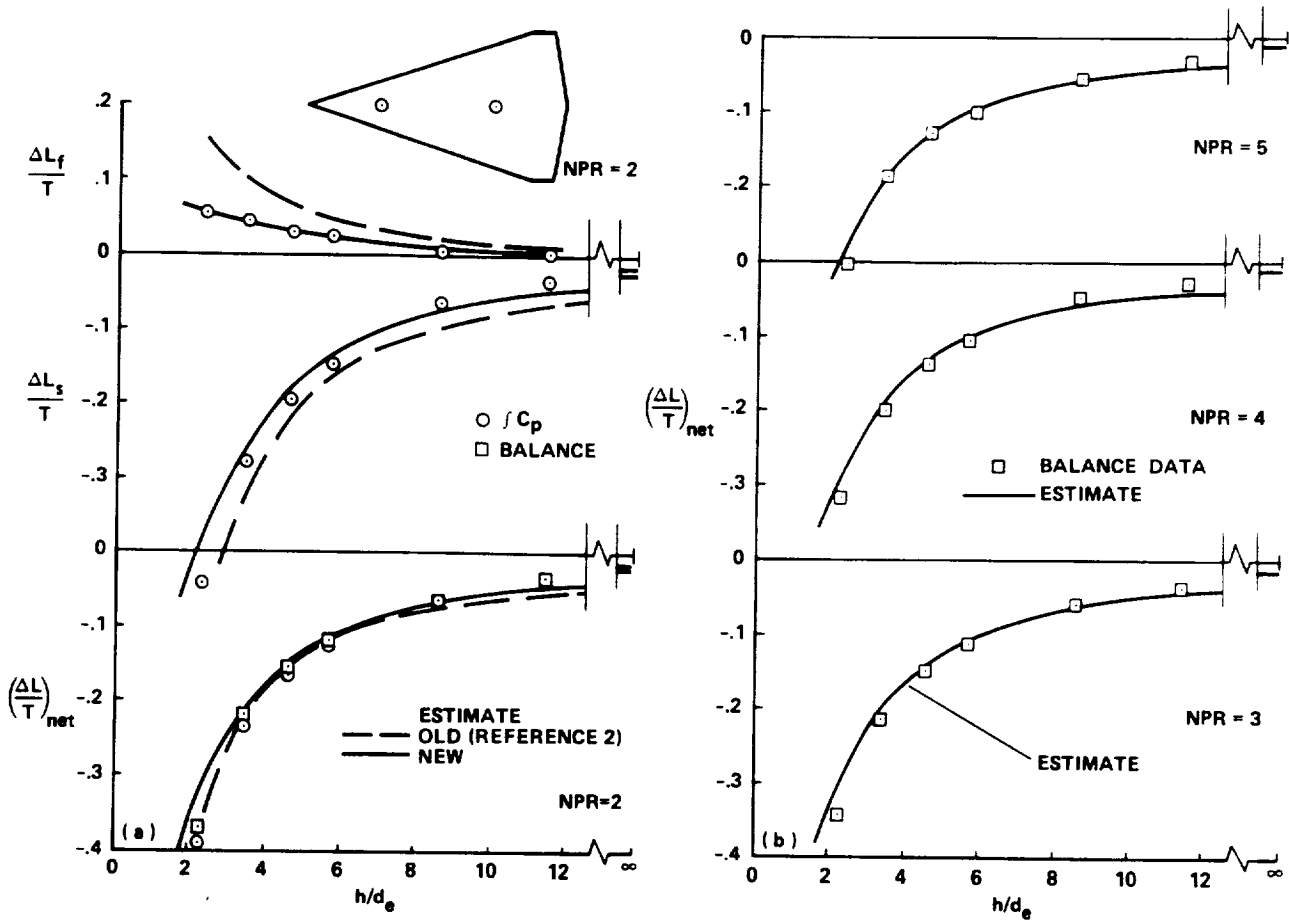 .2
ΔL_f
T
.1
0
NPR = 2
-.1
ΔL_s
T
-.2
-.3
0
○ ∫C_p
□ BALANCE
-.1
-.2
(ΔL/T)_net
-.3
-.4
ESTIMATE
— — OLD (REFERENCE 2)
—— NEW
NPR=2
(a)
0 2 4 6 8 10 12 ∞
h/d_e
0
-.1
-.2
NPR = 5
0
-.1
(ΔL/T)_net
-.2
-.3
NPR = 4
□ BALANCE DATA
—— ESTIMATE
0
-.1
-.2
-.3
-.4
NPR = 3
ESTIMATE
(b)
0 2 4 6 8 10 12 ∞
h/d_e